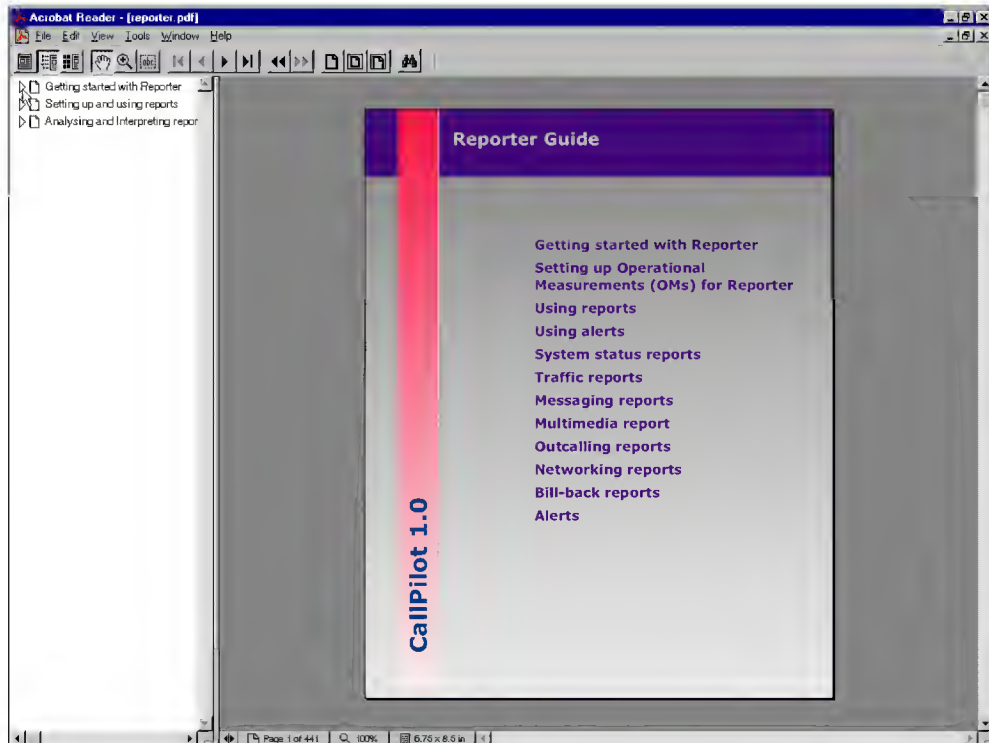 Acrobat Reader - [reporter.pdf]
File Edit View Tools Window Help
Getting started with Reporter
Setting up and using reports
Analysing and Interpreting repor
Reporter Guide
Getting started with Reporter
Setting up Operational
Measurements (OMs) for Reporter
Using reports
Using alerts
System status reports
Traffic reports
Messaging reports
Multimedia report
Outcalling reports
Networking reports
Bill-back reports
Alerts
CallPilot 1.0
Page 1 of 441
100%
6.75 x 8.5 in